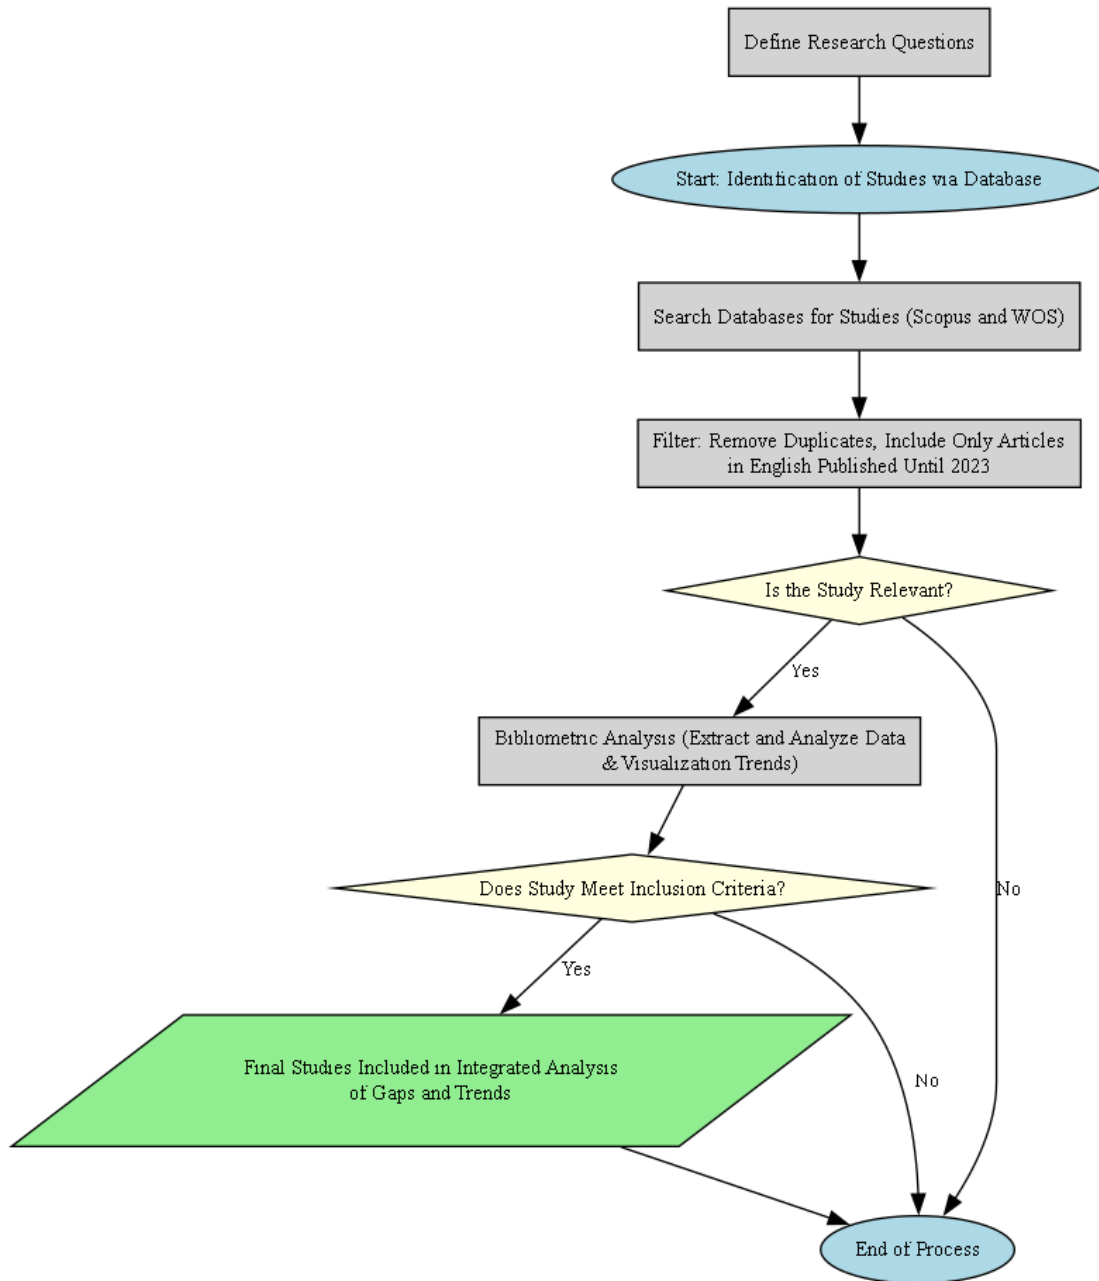 Define Research Questions
Start: Identification of Studies via Database
Search Databases for Studies (Scopus and WOS)
Filter: Remove Duplicates, Include Only Articles
in English Published Until 2023
Is the Study Relevant?
Yes
Bibliometric Analysis (Extract and Analyze Data
& Visualization Trends)
Does Study Meet Inclusion Criteria?
No
Yes
Final Studies Included in Integrated Analysis
of Gaps and Trends
No
End of Process